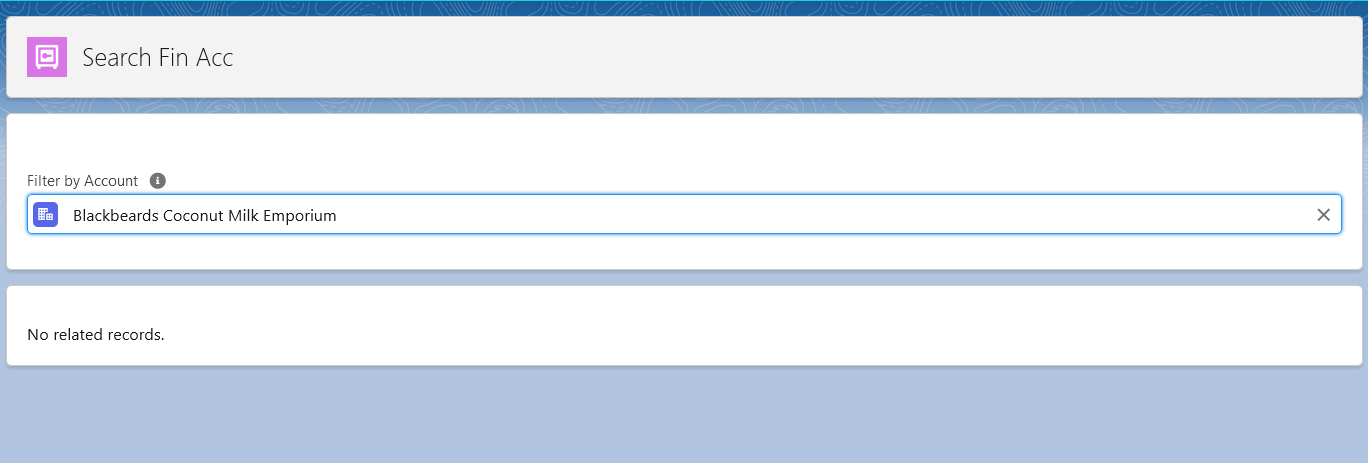 Search Fin Acc
Filter by Account
Blackbeards Coconut Milk Emporium
No related records.